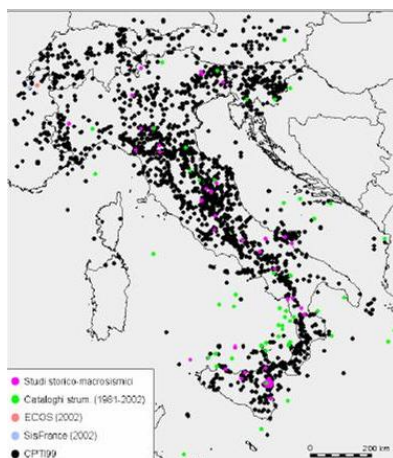 Studi storico-macrosismici
Cataloghi strum. (1981-2002)
ECOS (2002)
SisFrance (2002)
CPTI99
0
200 km